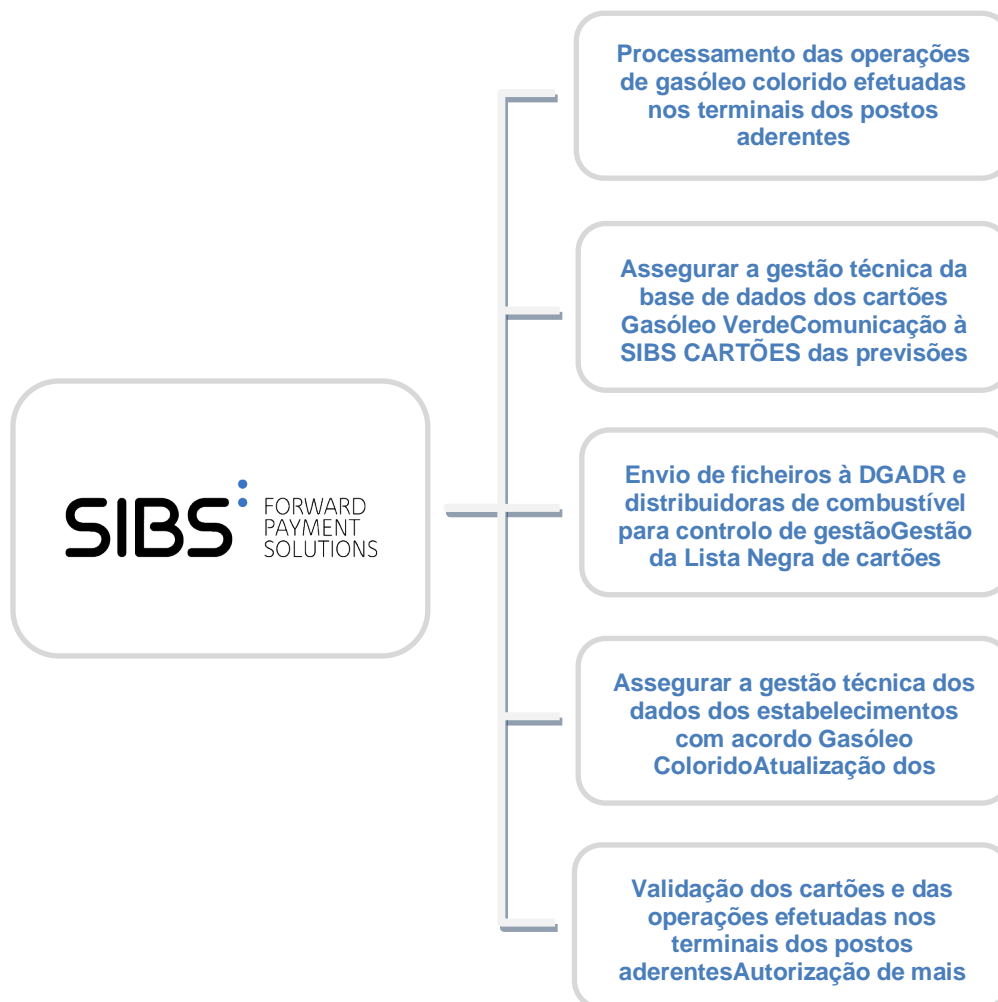 Processamento das operações
de gasóleo colorido efetuadas
nos terminais dos postos
aderentes
Assegurar a gestão técnica da
base de dados dos cartões
Gasóleo VerdeComunicação à
SIBS CARTÕES das previsões
SIBS
FORWARD
PAYMENT
SOLUTIONS
Envio de ficheiros à DGADR e
distribuidoras de combustível
para controlo de gestãoGestão
da Lista Negra de cartões
Assegurar a gestão técnica dos
dados dos estabelecimentos
com acordo Gasóleo
ColoridoAtualização dos
Validação dos cartões e das
operações efetuadas nos
terminais dos postos
aderentesAutorização de mais